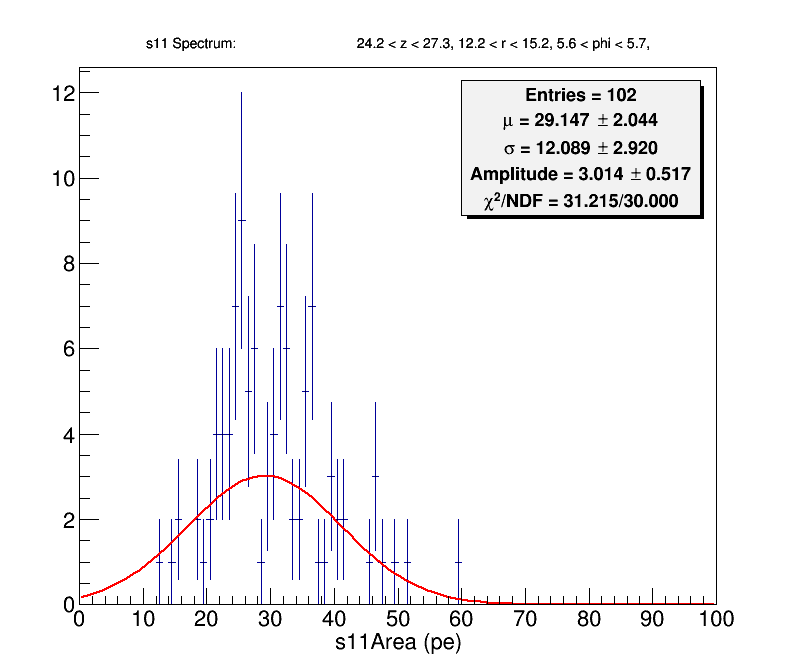 s11 Spectrum: 24.2 < z < 27.3, 12.2 < r < 15.2, 5.6 < phi < 5.7,
Entries = 102
μ = 29.147 ± 2.044
σ = 12.089 ± 2.920
Amplitude = 3.014 ± 0.517
χ²/NDF = 31.215/30.000
12
10
8
6
4
2
0
0 10 20 30 40 50 60 70 80 90 100
s11Area (pe)